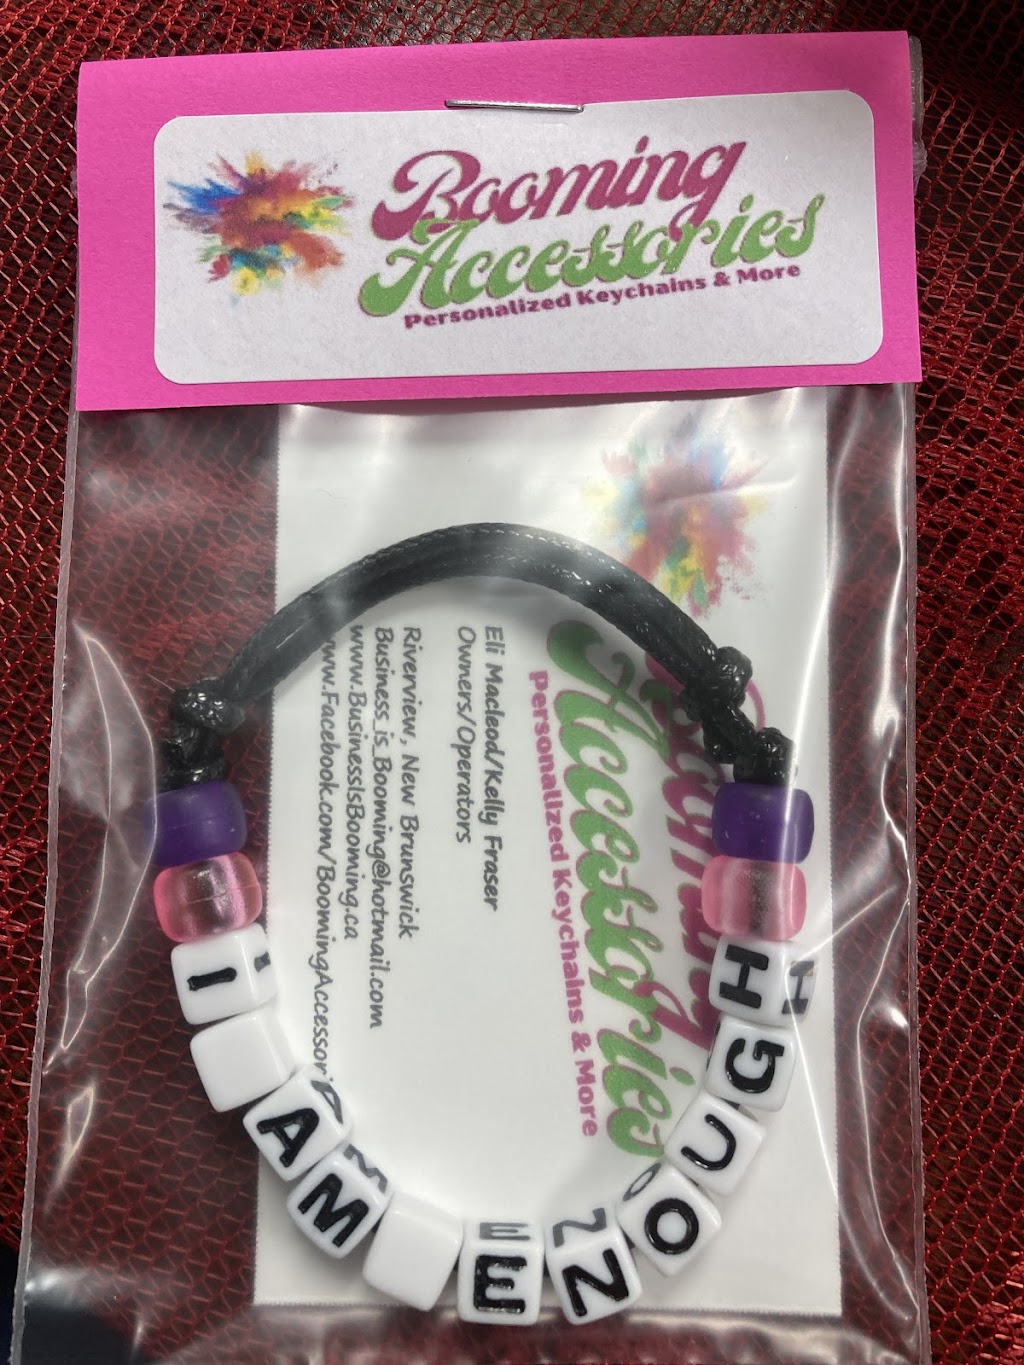 Booming
Accessories
Personalized Keychains & More
Accessories
Personalized Keychains & More
Eli Macleod/Kelly Fraser
Owners/Operators
Riverview, New Brunswick
Business_is_Booming@hotmail.com
www.BusinessIsBooming.ca
www.Facebook.com/BoomingAccessori
I AM ENOUGH